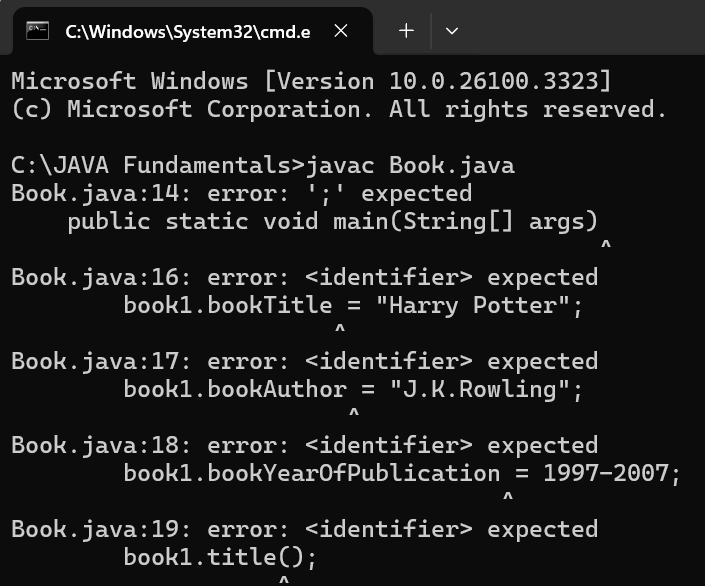 C:\Windows\System32\cmd.e
Microsoft Windows [Version 10.0.26100.3323]
(c) Microsoft Corporation. All rights reserved.
C:\JAVA Fundamentals>javac Book.java
Book.java:14: error: ';' expected
    public static void main(String[] args)
                                          ^
Book.java:16: error: <identifier> expected
        book1.bookTitle = "Harry Potter";
                       ^
Book.java:17: error: <identifier> expected
        book1.bookAuthor = "J.K.Rowling";
                        ^
Book.java:18: error: <identifier> expected
        book1.bookYearOfPublication = 1997-2007;
                                   ^
Book.java:19: error: <identifier> expected
        book1.title();
                   ^